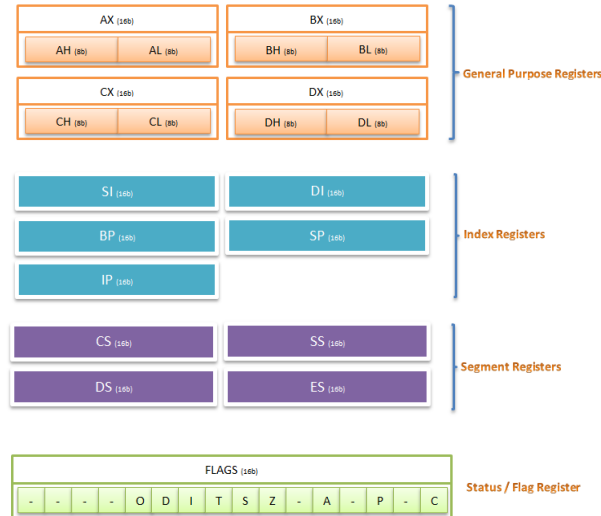 AX (16b)
BX (16b)
AH (8b) AL (8b)
BH (8b) BL (8b)
General Purpose Registers
CX (16b)
DX (16b)
CH (8b) CL (8b)
DH (8b) DL (8b)
SI (16b)
DI (16b)
BP (16b)
SP (16b)
Index Registers
IP (16b)
CS (16b)
SS (16b)
Segment Registers
DS (16b)
ES (16b)
FLAGS (16b)
Status / Flag Register
- - - - O D I T S Z - A - P - C